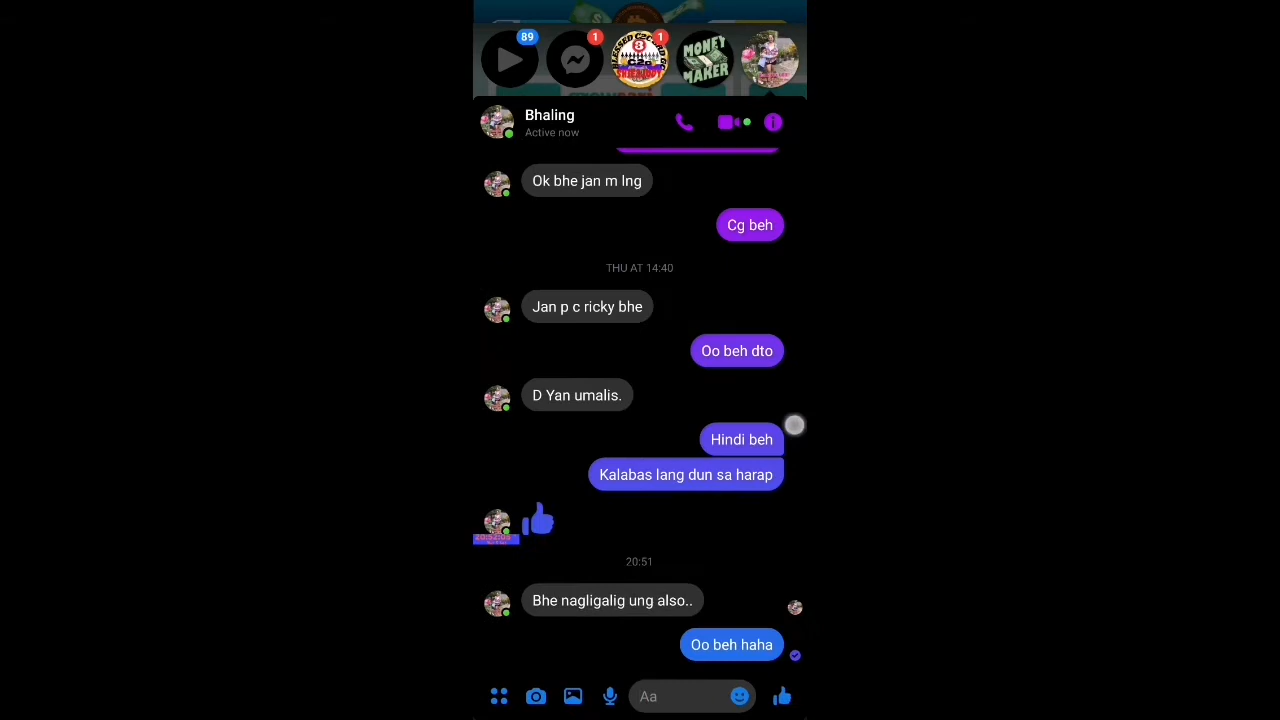 89
1
1
MONEY
MAKER
Bhaling
Active now
Ok bhe jan m lng
Cg beh
THU AT 14:40
Jan p c ricky bhe
Oo beh dto
D Yan umalis.
Hindi beh
Kalabas lang dun sa harap
20:51
Bhe nagligalig ung also..
Oo beh haha
Aa